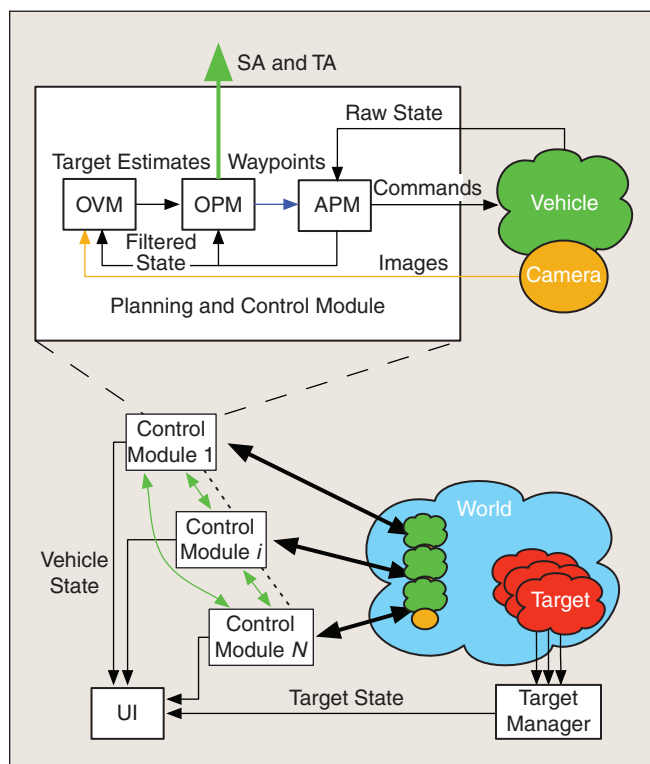 SA and TA
Raw State
Target Estimates
Waypoints
Commands
OVM
OPM
APM
Vehicle
Filtered
State
Images
Camera
Planning and Control Module
Control
Module 1
World
Control
Module i
Vehicle
State
Target
Control
Module N
UI
Target State
Target
Manager